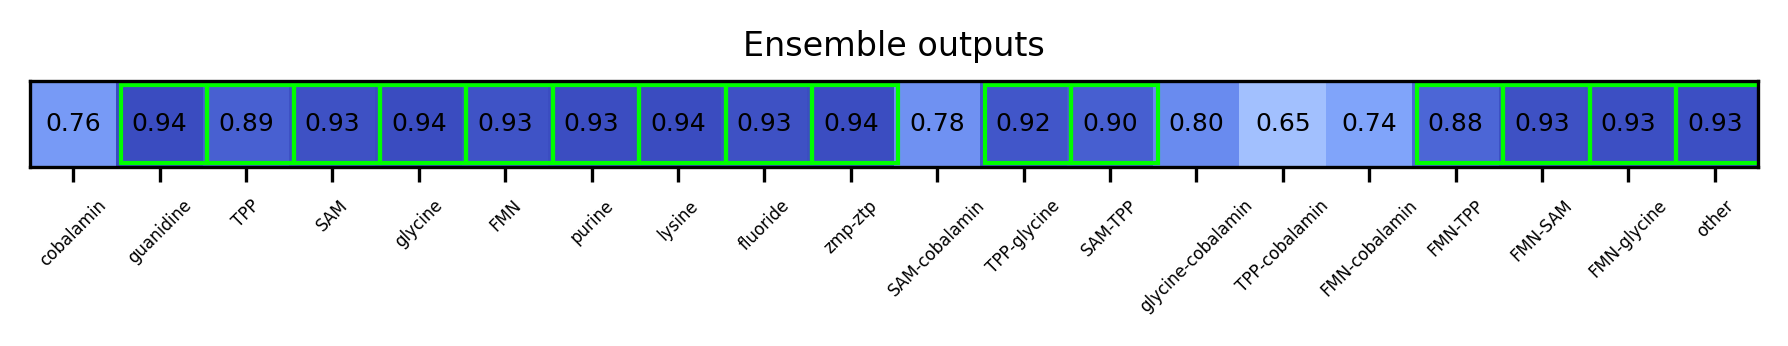 Ensemble outputs
0.76 0.94 0.89 0.93 0.94 0.93 0.93 0.94 0.93 0.94 0.78 0.92 0.90 0.80 0.65 0.74 0.88 0.93 0.93 0.93
cobalamin guanidine TPP SAM glycine FMN purine lysine fluoride zmp-ztp SAM-cobalamin TPP-glycine SAM-TPP glycine-cobalamin TPP-cobalamin FMN-cobalamin FMN-TPP FMN-SAM FMN-glycine other